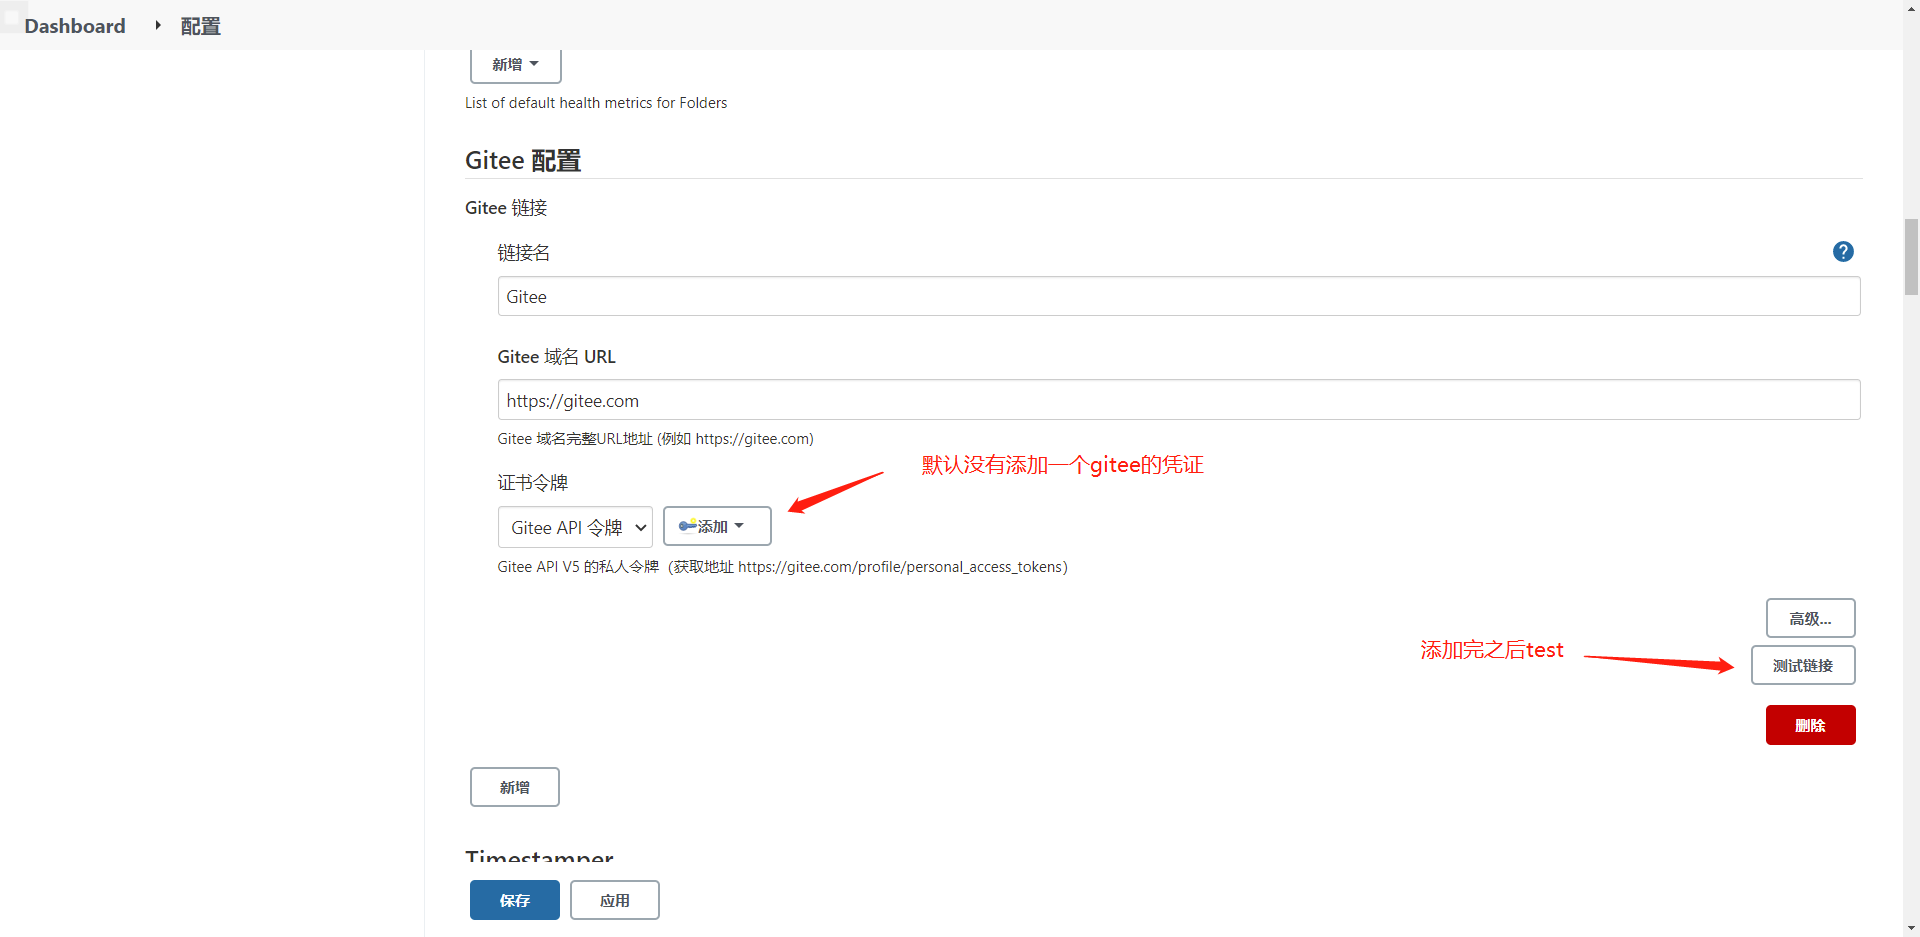 Dashboard
配置
新增
List of default health metrics for Folders
Gitee 配置
Gitee 链接
链接名
Gitee
Gitee 域名 URL
https://gitee.com
Gitee 域名完整URL地址 (例如 https://gitee.com)
默认没有添加一个gitee的凭证
证书令牌
Gitee API 令牌
添加
Gitee API V5 的私人令牌（获取地址 https://gitee.com/profile/personal_access_tokens）
高级...
添加完之后test
测试链接
删除
新增
Timestamper
保存
应用